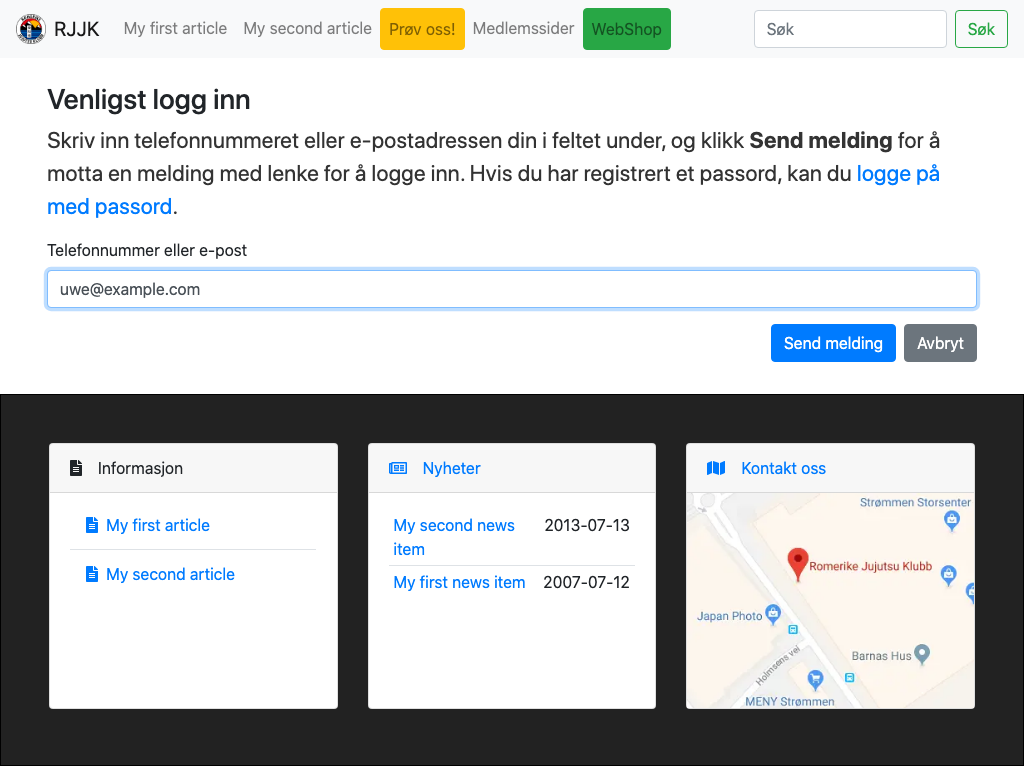 RJJK My first article My second article Prøv oss! Medlemssider WebShop Søk Søk
Venligst logg inn
Skriv inn telefonnummeret eller e-postadressen din i feltet under, og klikk Send melding for å
motta en melding med lenke for å logge inn. Hvis du har registrert et passord, kan du logge på
med passord.
Telefonnummer eller e-post
uwe@example.com
Send melding Avbryt
Informasjon
My first article
My second article
Nyheter
My second news item 2013-07-13
My first news item 2007-07-12
Kontakt oss
Strømmen Storsenter
Romerike Jujutsu Klubb
Japan Photo
Barnas Hus
Holmsens vei
MENY Strømmen